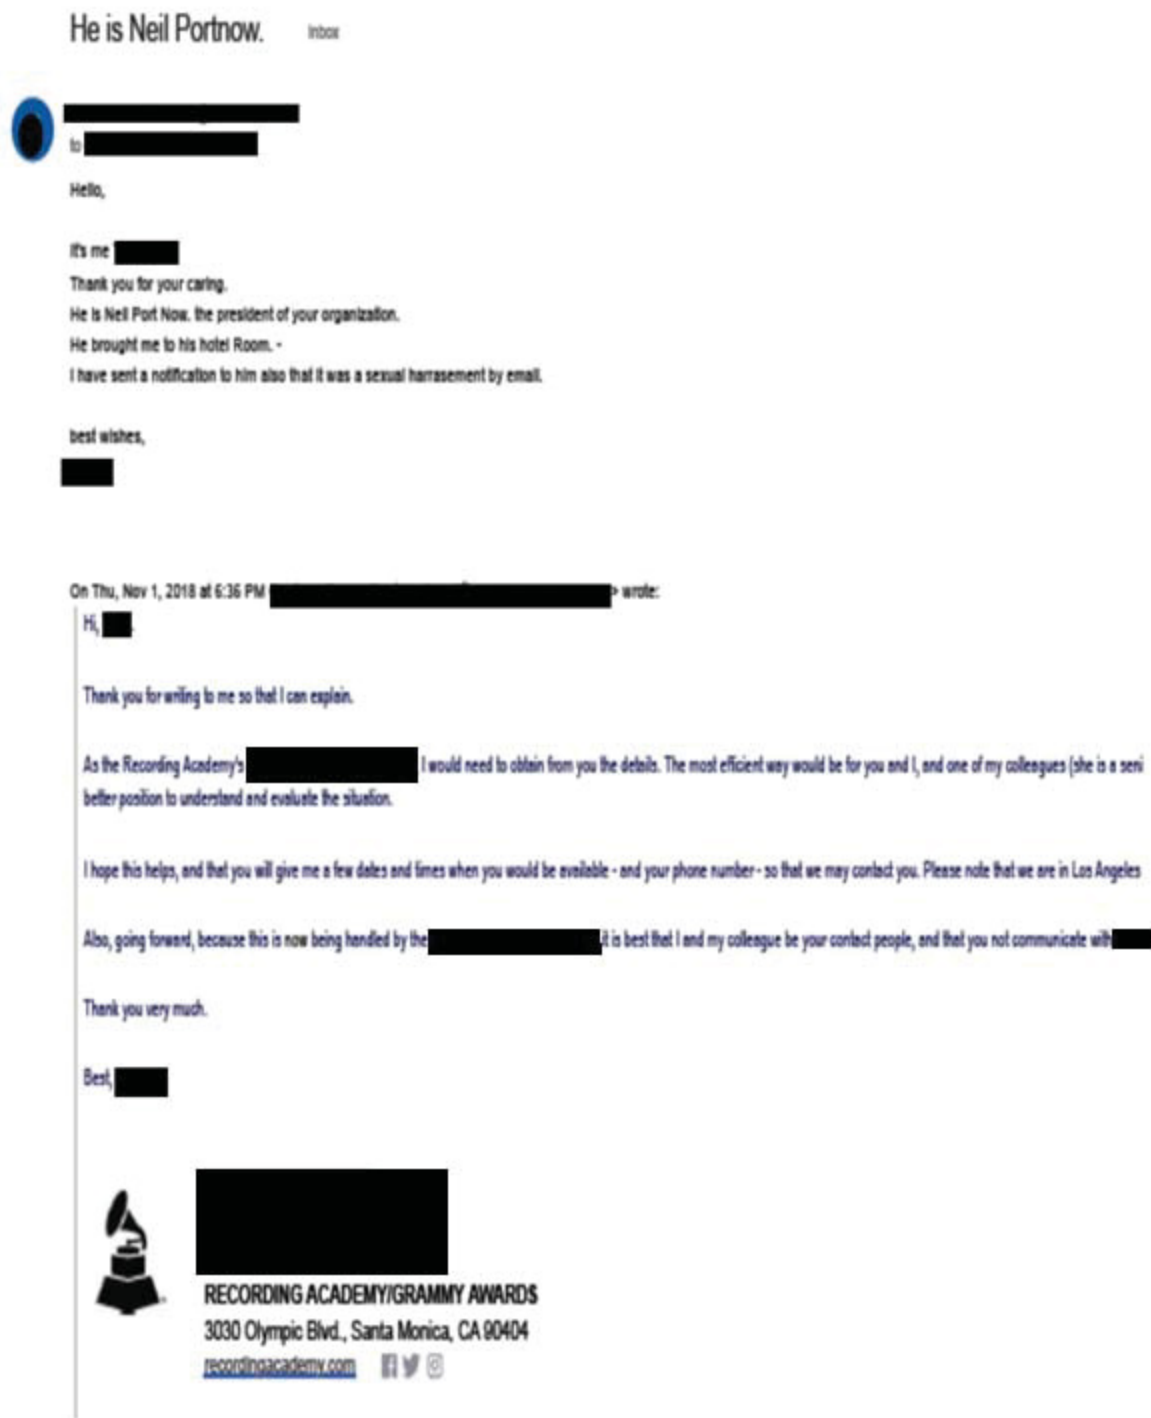 He is Neil Portnow. Inbox
to
Hello,
It's me
Thank you for your caring.
He Is Neil Port Now. the president of your organization.
He brought me to his hotel Room. -
I have sent a notification to him also that it was a sexual harrasement by email.
best wishes,
On Thu, Nov 1, 2018 at 6:36 PM > wrote:
Hi,
Thank you for writing to me so that I can explain.
As the Recording Academy's I would need to obtain from you the details. The most efficient way would be for you and I, and one of my colleagues (she is a seni
better position to understand and evaluate the situation.
I hope this helps, and that you will give me a few dates and times when you would be available - and your phone number - so that we may contact you. Please note that we are in Los Angeles
Also, going forward, because this is now being handled by the it is best that I and my colleague be your contact people, and that you not communicate with
Thank you very much.
Best,
RECORDING ACADEMY/GRAMMY AWARDS
3030 Olympic Blvd., Santa Monica, CA 90404
recordingacademy.com